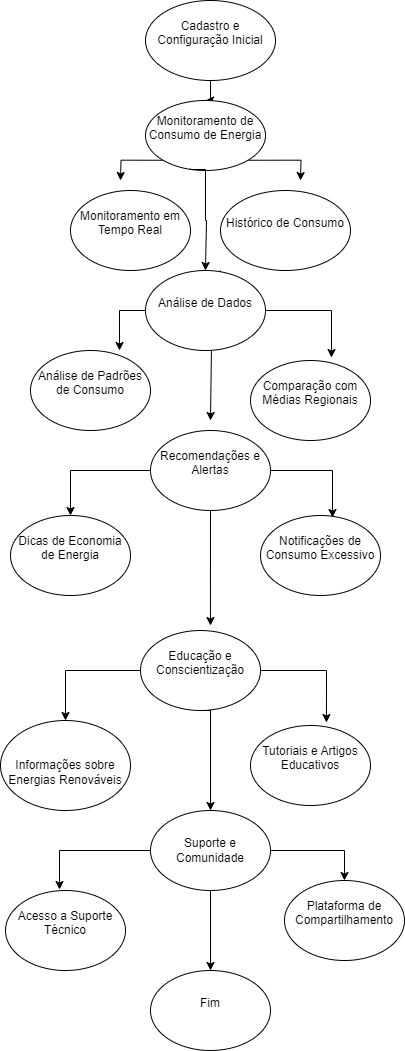 Cadastro e
Configuração Inicial
Monitoramento de
Consumo de Energia
Monitoramento em
Tempo Real
Histórico de Consumo
Análise de Dados
Análise de Padrões
de Consumo
Comparação com
Médias Regionais
Recomendações e
Alertas
Dicas de Economia
de Energia
Notificações de
Consumo Excessivo
Educação e
Conscientização
Informações sobre
Energias Renováveis
Tutoriais e Artigos
Educativos
Suporte e
Comunidade
Acesso a Suporte
Técnico
Plataforma de
Compartilhamento
Fim